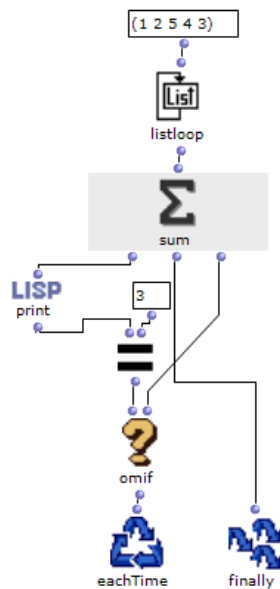 (1 2 5 4 3)
List
listloop
Σ
sum
LISP
print
3
=
?
omif
eachTime
finally